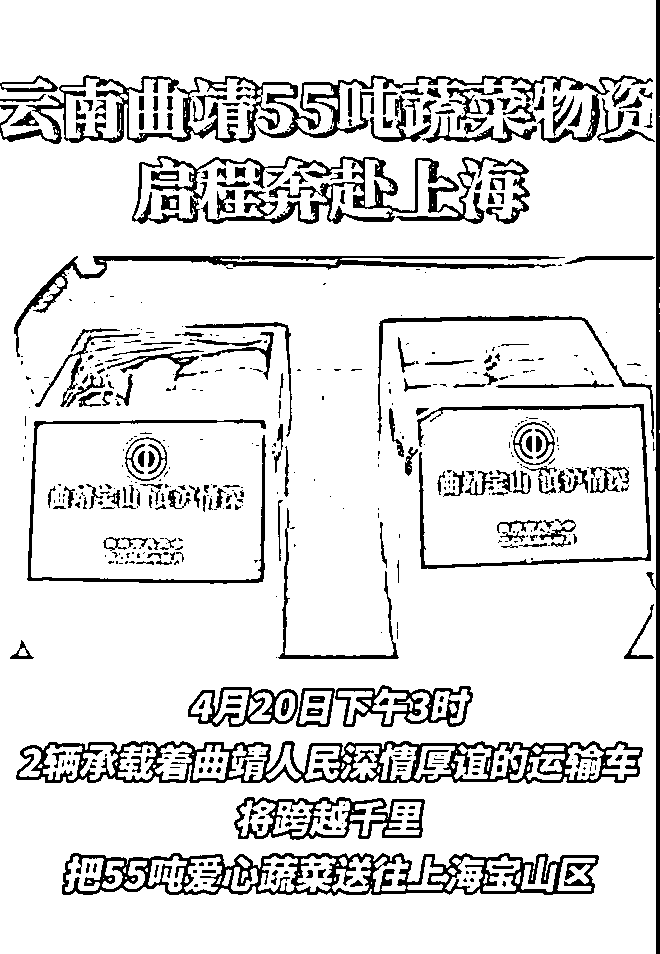 云南曲靖55吨蔬菜物资
启程奔赴上海
曲靖宝山 滇沪情深
曲靖宝山 滇沪情深
4月20日下午3时
2辆承载着曲靖人民深情厚谊的运输车
将跨越千里
把55吨爱心蔬菜送往上海宝山区